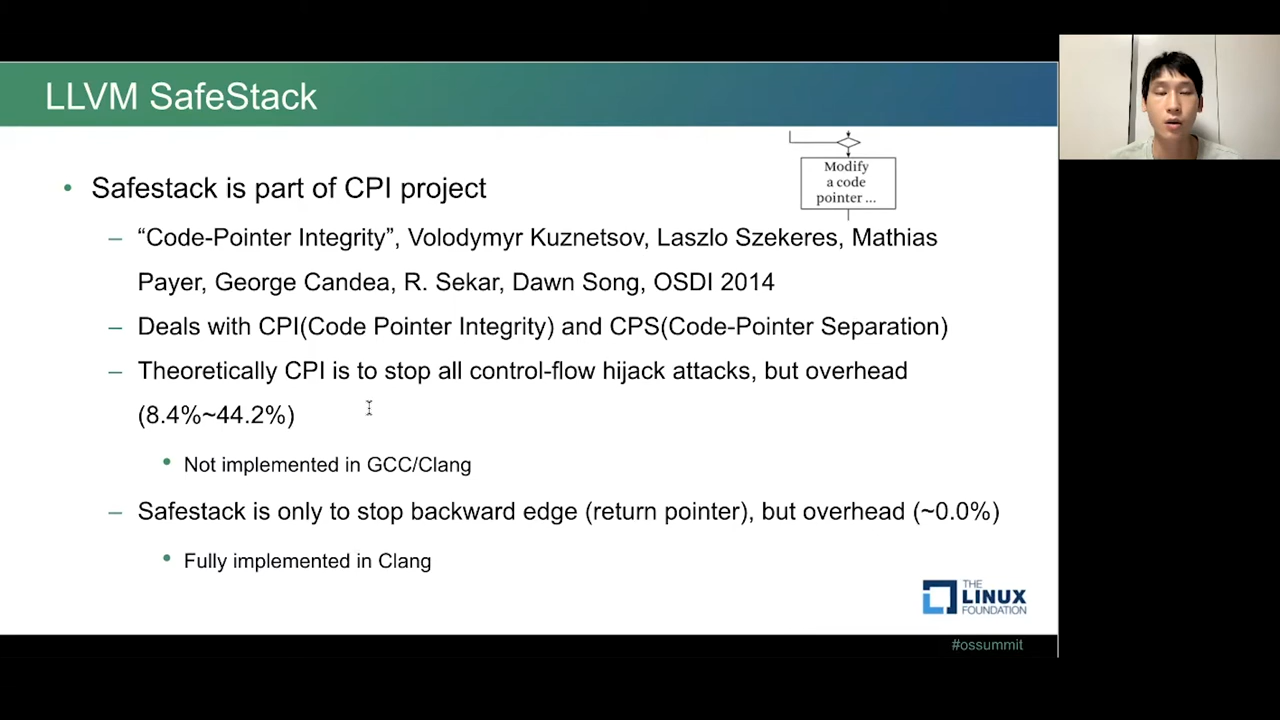 LLVM SafeStack
Modify
a code
pointer ...
• Safestack is part of CPI project
– “Code-Pointer Integrity”, Volodymyr Kuznetsov, Laszlo Szekeres, Mathias
Payer, George Candea, R. Sekar, Dawn Song, OSDI 2014
– Deals with CPI(Code Pointer Integrity) and CPS(Code-Pointer Separation)
– Theoretically CPI is to stop all control-flow hijack attacks, but overhead
(8.4%~44.2%)
• Not implemented in GCC/Clang
– Safestack is only to stop backward edge (return pointer), but overhead (~0.0%)
• Fully implemented in Clang
THE
LINUX
FOUNDATION
#ossummit